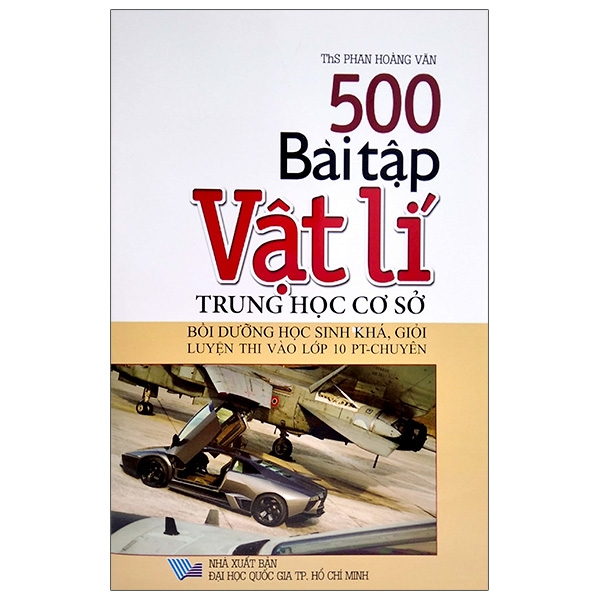 ThS PHAN HOÀNG VĂN
500
Bài tập
Vật lí
TRUNG HỌC CƠ SỞ
BỒI DƯỠNG HỌC SINH KHÁ, GIỎI
LUYỆN THI VÀO LỚP 10 PT-CHUYÊN
NHÀ XUẤT BẢN
ĐẠI HỌC QUỐC GIA TP. HỒ CHÍ MINH